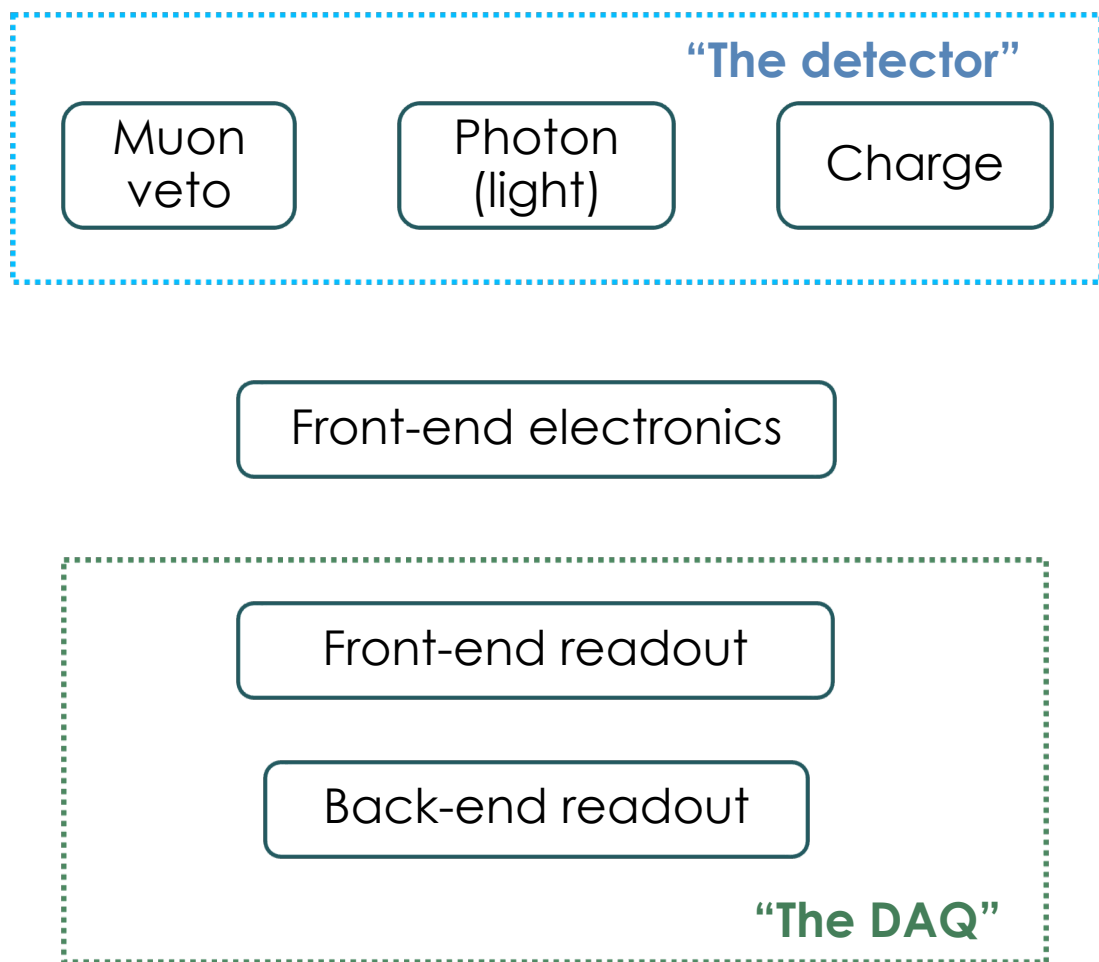 “The detector”
Muon
veto
Photon
(light)
Charge
Front-end electronics
Front-end readout
Back-end readout
“The DAQ”